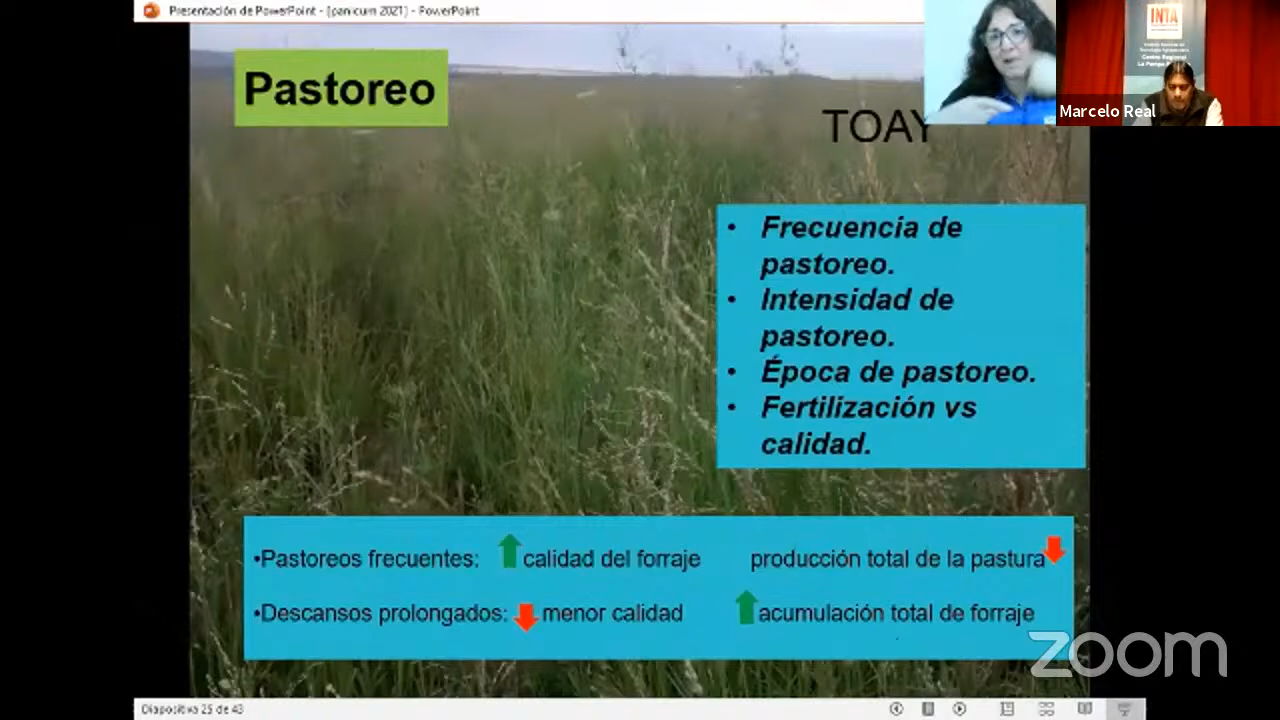 Presentación de PowerPoint - [panicum 2021] - PowerPoint
Pastoreo
TOAY
INTA
Marcelo Real
• Frecuencia de
pastoreo.
• Intensidad de
pastoreo.
• Época de pastoreo.
• Fertilización vs
calidad.
•Pastoreos frecuentes: calidad del forraje producción total de la pastura
•Descansos prolongados: menor calidad acumulación total de forraje
zoom
Diapositiva 25 de 43